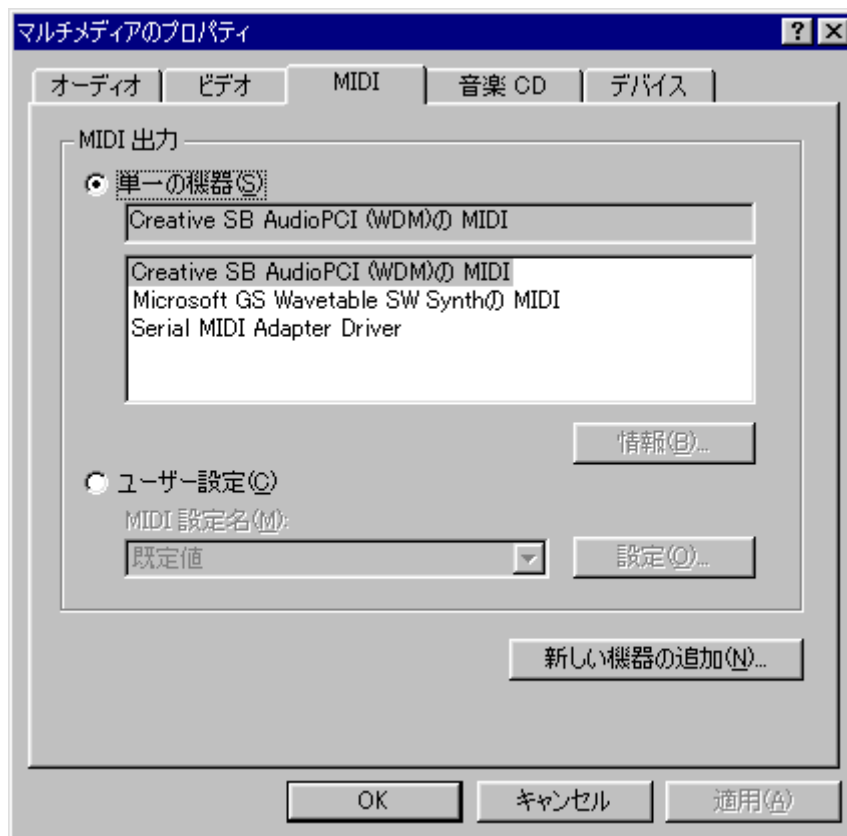 マルチメディアのプロパティ
オーディオ ビデオ MIDI 音楽 CD デバイス
MIDI 出力
単一の機器(S)
Creative SB AudioPCI (WDM)の MIDI
Creative SB AudioPCI (WDM)の MIDI
Microsoft GS Wavetable SW Synthの MIDI
Serial MIDI Adapter Driver
情報(B)...
ユーザー設定(C)
MIDI 設定名(M):
既定値
設定(O)...
新しい機器の追加(N)...
OK キャンセル 適用(A)